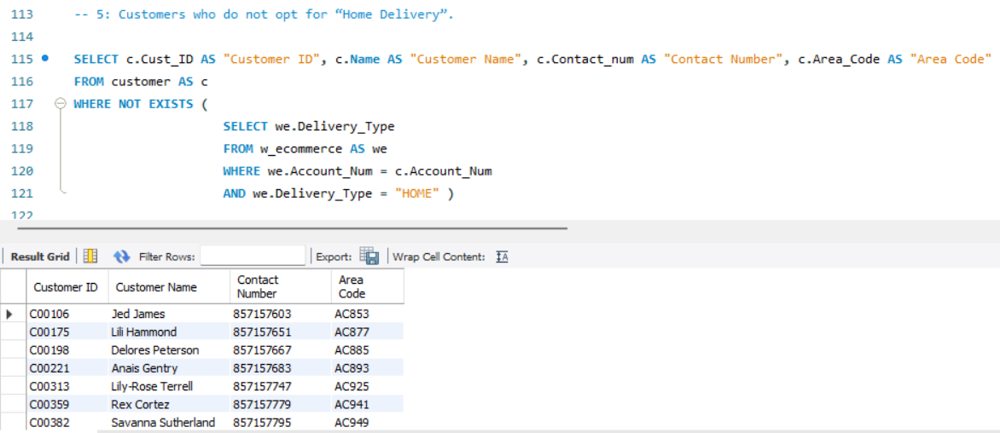 113 -- 5: Customers who do not opt for “Home Delivery”.
114
115 SELECT c.Cust_ID AS "Customer ID", c.Name AS "Customer Name", c.Contact_num AS "Contact Number", c.Area_Code AS "Area Code"
116 FROM customer AS c
117 WHERE NOT EXISTS (
118 SELECT we.Delivery_Type
119 FROM w_ecommerce AS we
120 WHERE we.Account_Num = c.Account_Num
121 AND we.Delivery_Type = "HOME" )
122
Result Grid Filter Rows: Export: Wrap Cell Content: IA
Customer ID Customer Name Contact Number Area Code
C00106 Jed James 857157603 AC853
C00175 Lili Hammond 857157651 AC877
C00198 Delores Peterson 857157667 AC885
C00221 Anais Gentry 857157683 AC893
C00313 Lily-Rose Terrell 857157747 AC925
C00359 Rex Cortez 857157779 AC941
C00382 Savanna Sutherland 857157795 AC949